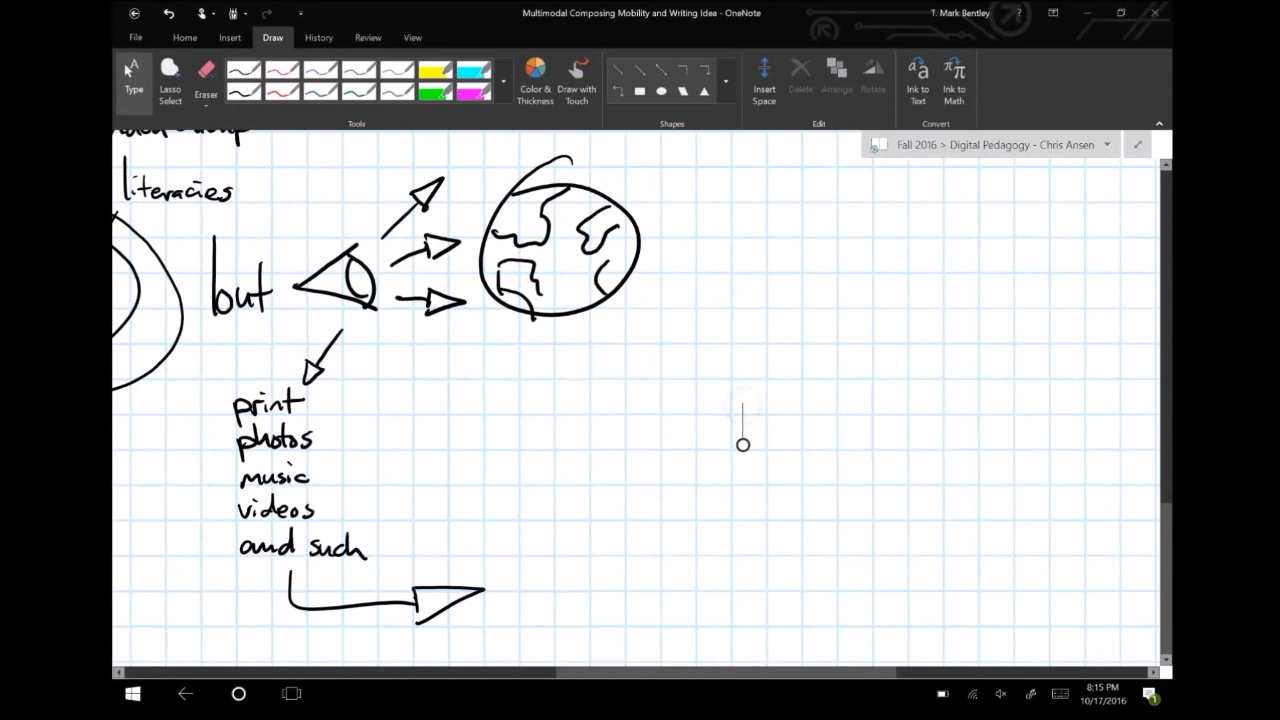 Multimodal Composing Mobility and Writing Idea - OneNote
T. Mark Bentley
?
File Home Insert Draw History Review View
Type
Lasso Select
Eraser
Color & Thickness
Draw with Touch
Insert Space
Delete
Arrange
Rotate
Ink to Text
Ink to Math
Tools
Shapes
Edit
Convert
Fall 2016 > Digital Pedagogy - Chris Ansen
literacies
but
print
photos
music
videos
and such
8:15 PM
10/17/2016
1